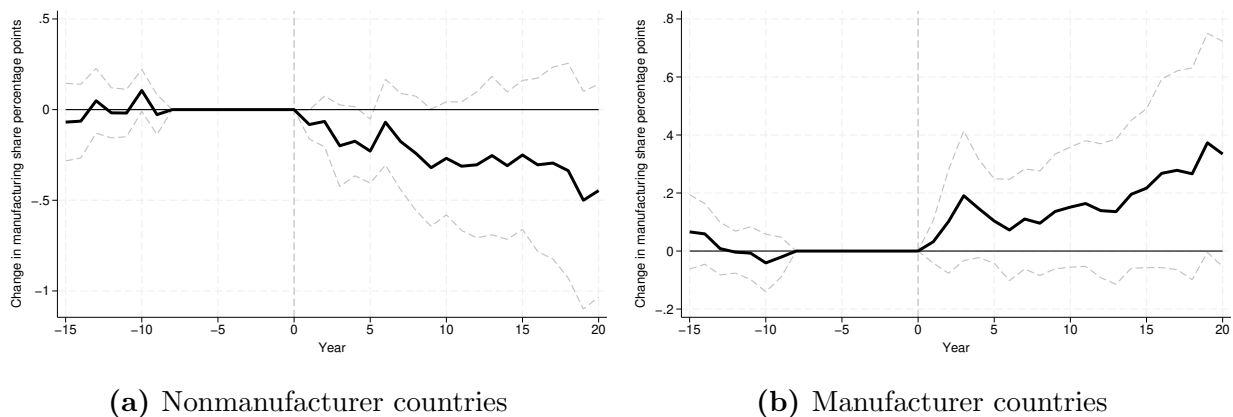 Change in manufacturing share percentage points
.5
0
−.5
−1
−15 −10 −5 0 5 10 15 20
Year
(a) Nonmanufacturer countries
Change in manufacturing share percentage points
.8
.6
.4
.2
0
−.2
−15 −10 −5 0 5 10 15 20
Year
(b) Manufacturer countries